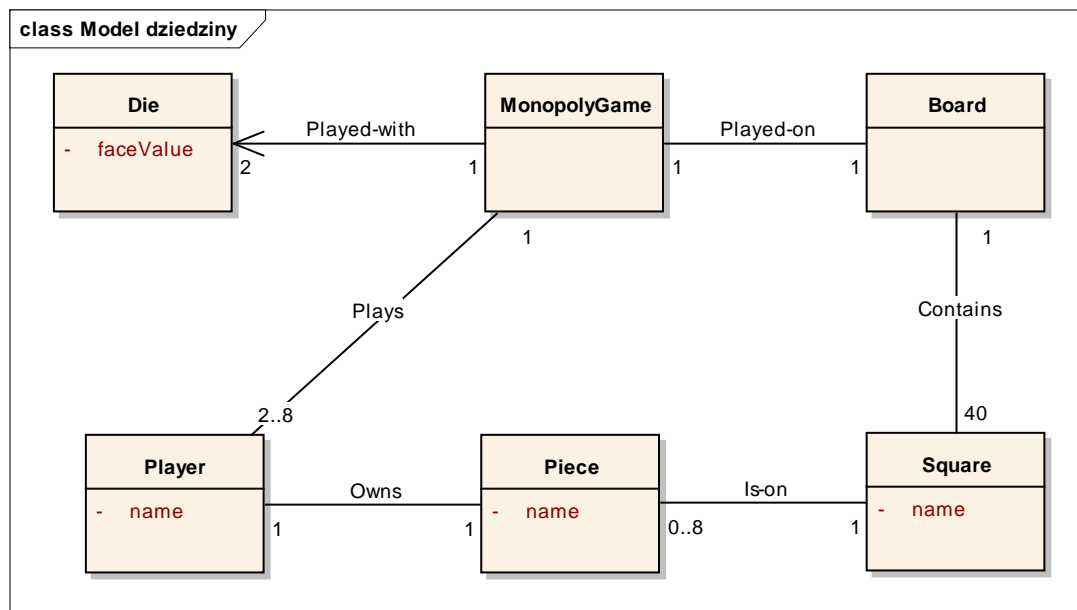 class Model dziedziny
Die
- faceValue
MonopolyGame
Board
Played-with
2
1
Played-on
1
1
1
Plays
2..8
1
Contains
40
Player
- name
Piece
- name
Square
- name
Owns
1
1
Is-on
0..8
1